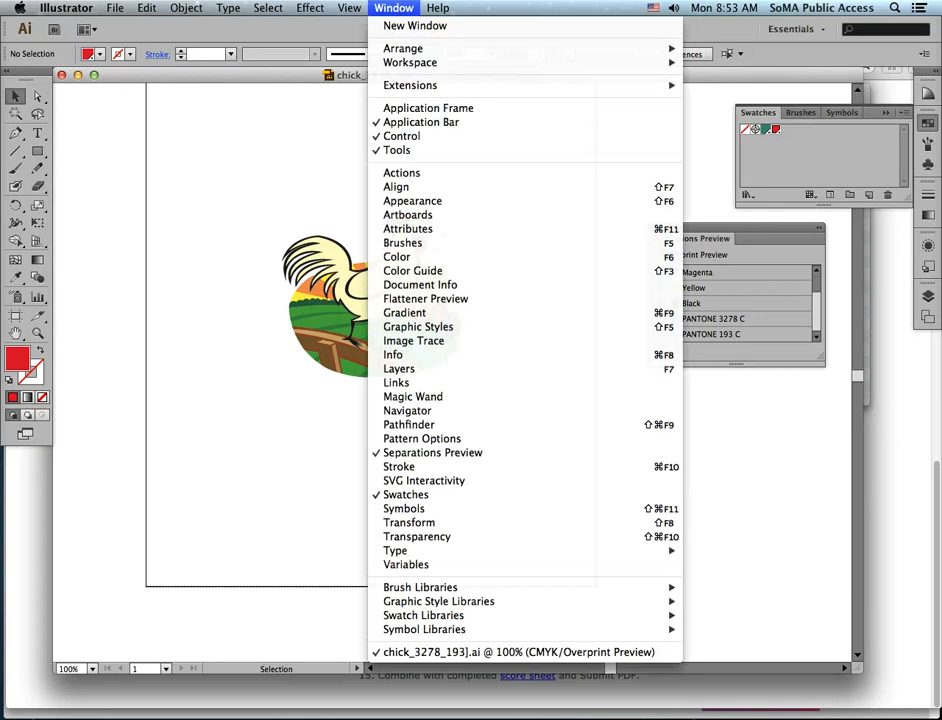 Illustrator File Edit Object Type Select Effect View Window Help Mon 8:53 AM SoMA Public Access
Ai Br Essentials
No Selection Stroke: ences
chick_
New Window
Arrange
Workspace
Extensions
Application Frame
✓ Application Bar
✓ Control
✓ Tools
Actions
Align ⇧F7
Appearance ⇧F6
Artboards
Attributes ⌘F11
Brushes F5
Color F6
Color Guide ⇧F3
Document Info
Flattener Preview
Gradient ⌘F9
Graphic Styles ⇧F5
Image Trace
Info ⌘F8
Layers F7
Links
Magic Wand
Navigator
Pathfinder ⇧⌘F9
Pattern Options
✓ Separations Preview
Stroke ⌘F10
SVG Interactivity
✓ Swatches
Symbols ⇧⌘F11
Transform ⇧F8
Transparency ⇧⌘F10
Type
Variables
Brush Libraries
Graphic Style Libraries
Swatch Libraries
Symbol Libraries
✓ chick_3278_193].ai @ 100% (CMYK/Overprint Preview)
Swatches Brushes Symbols
ons Preview
print Preview
Magenta
Yellow
Black
PANTONE 3278 C
PANTONE 193 C
100% 1 Selection
15. Combine with completed score sheet and Submit PDF.